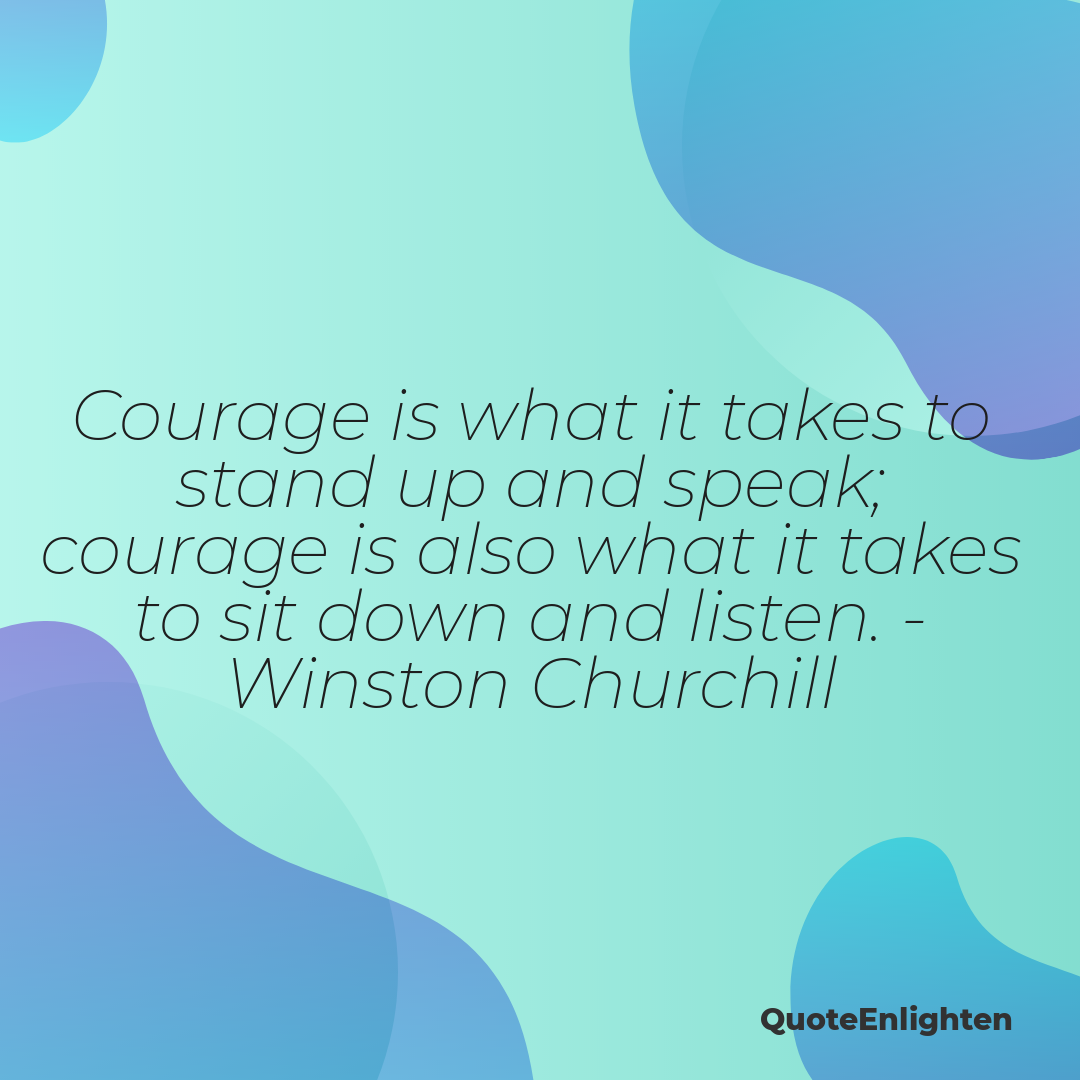 Courage is what it takes to
stand up and speak;
courage is also what it takes
to sit down and listen. -
Winston Churchill
QuoteEnlighten